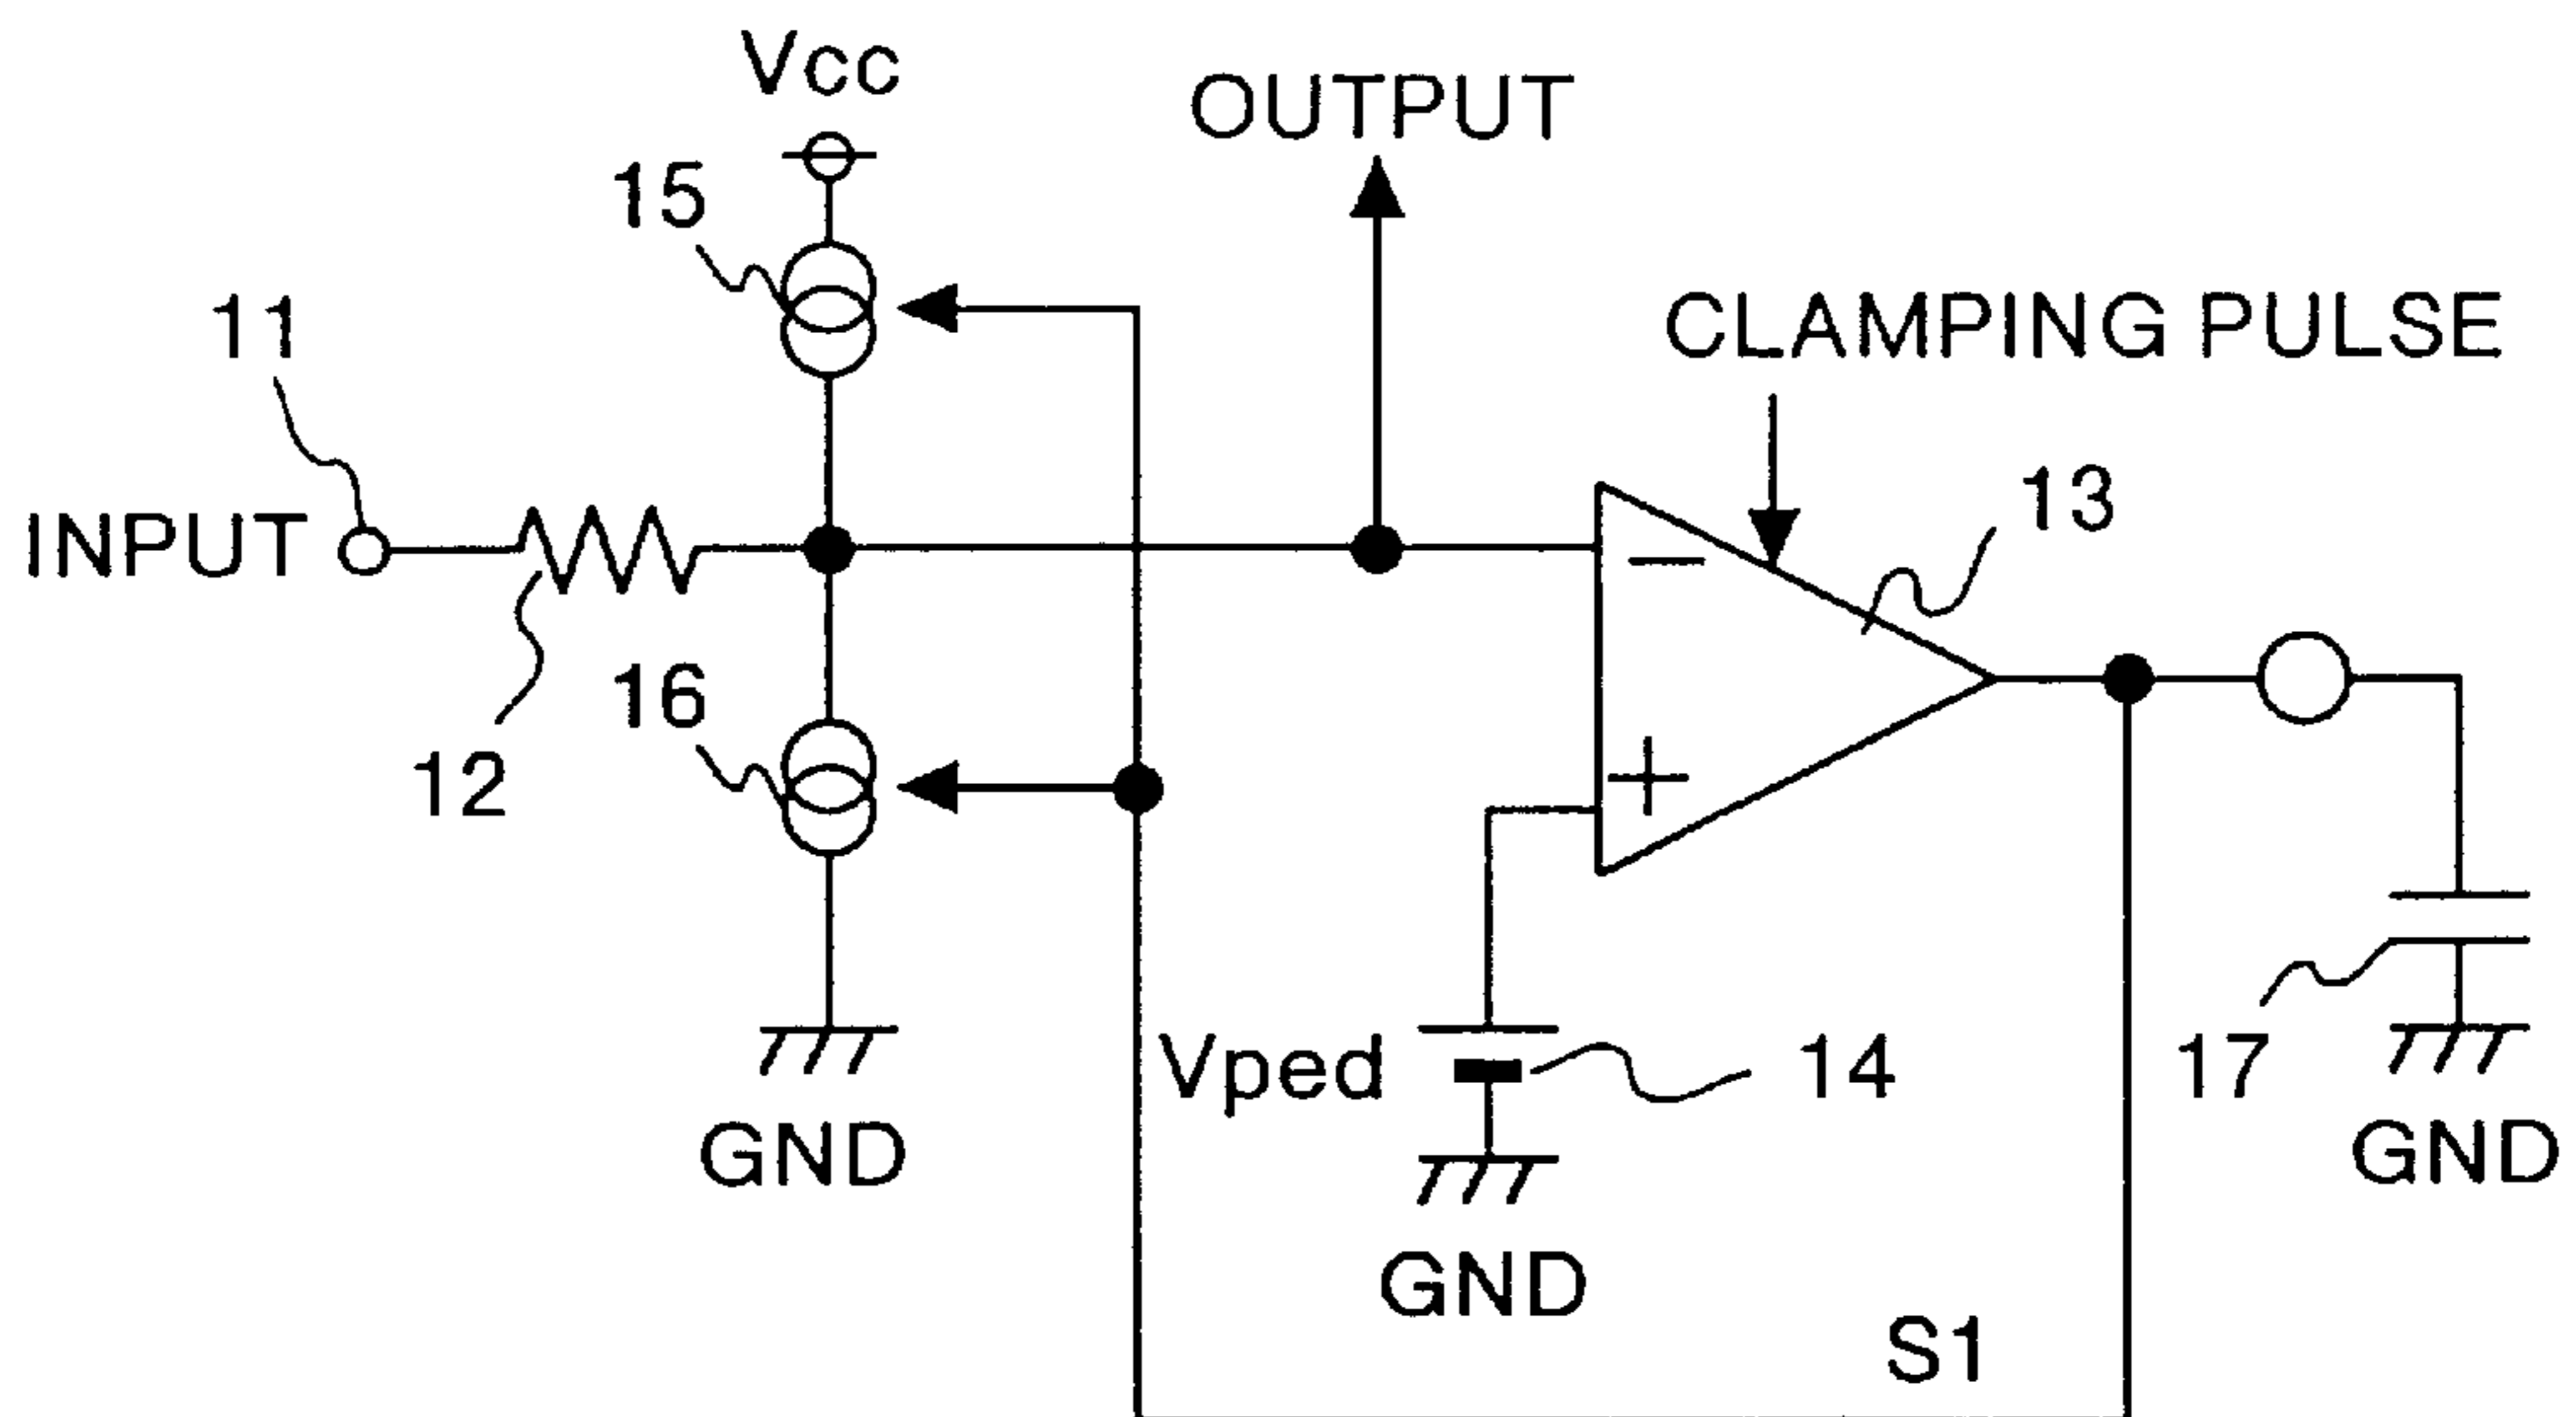 Vcc
OUTPUT
15
11
CLAMPING PULSE
13
INPUT
−
16
12
+
Vped
14
17
GND
GND
GND
S1